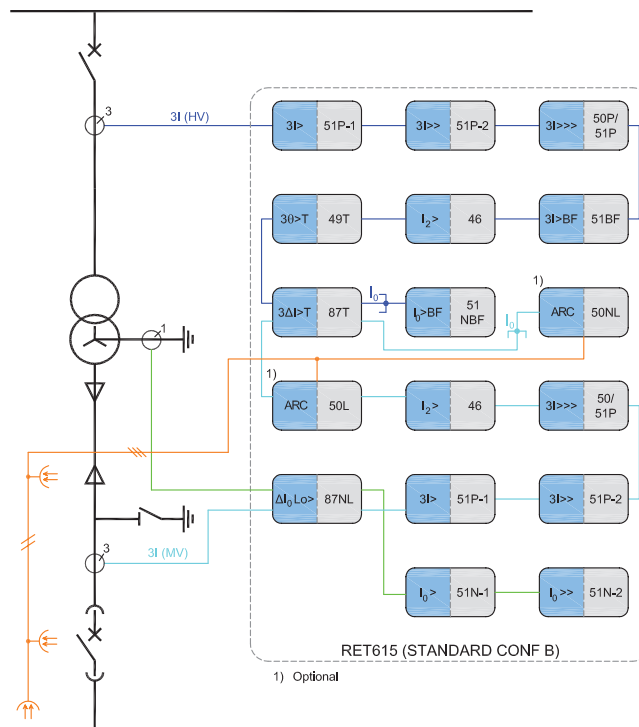 3
3I (HV)
3I> 51P-1
3I>> 51P-2
3I>>> 50P/
51P
3θ>T 49T
I₂> 46
3I>BF 51BF
1)
I₀
I₀
3ΔI>T 87T
I₀>BF 51
NBF
ARC 50NL
1
1)
ARC 50L
I₂> 46
3I>>> 50/
51P
ΔI₀Lo> 87NL
3I> 51P-1
3I>> 51P-2
3
3I (MV)
I₀> 51N-1
I₀>> 51N-2
RET615 (STANDARD CONF B)
1) Optional